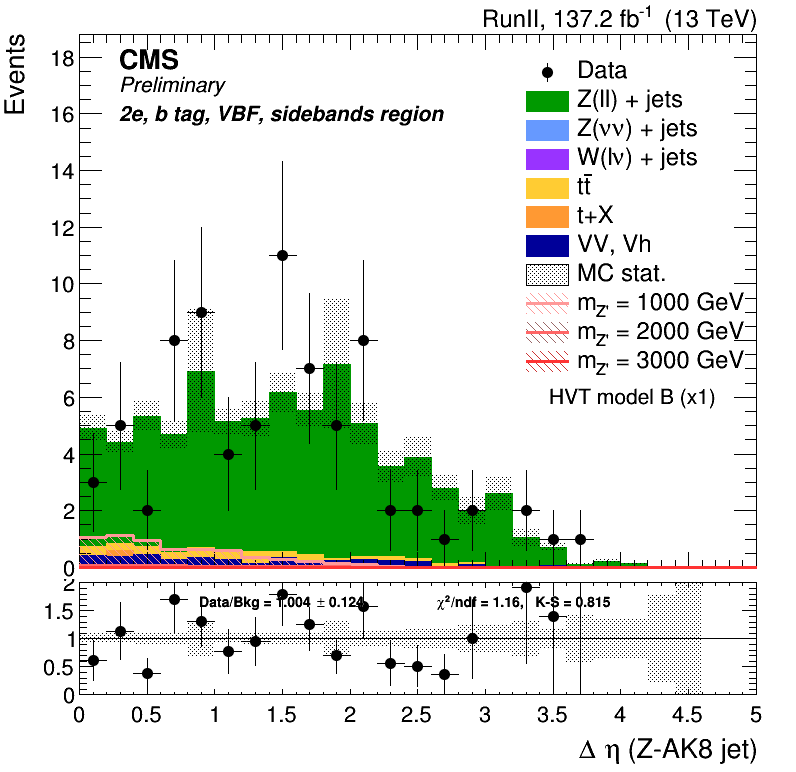 RunII, 137.2 fb⁻¹ (13 TeV)
Events
CMS
Preliminary
2e, b tag, VBF, sidebands region
Data
Z(ll) + jets
Z(νν) + jets
W(lν) + jets
tt̄
t+X
VV, Vh
MC stat.
m_Z' = 1000 GeV
m_Z' = 2000 GeV
m_Z' = 3000 GeV
HVT model B (x1)
18
16
14
12
10
8
6
4
2
0
Data/Bkg = 1.004 ± 0.124
χ²/ndf = 1.16, K-S = 0.815
2
1.5
1
0.5
0
0 0.5 1 1.5 2 2.5 3 3.5 4 4.5 5
Δ η (Z-AK8 jet)